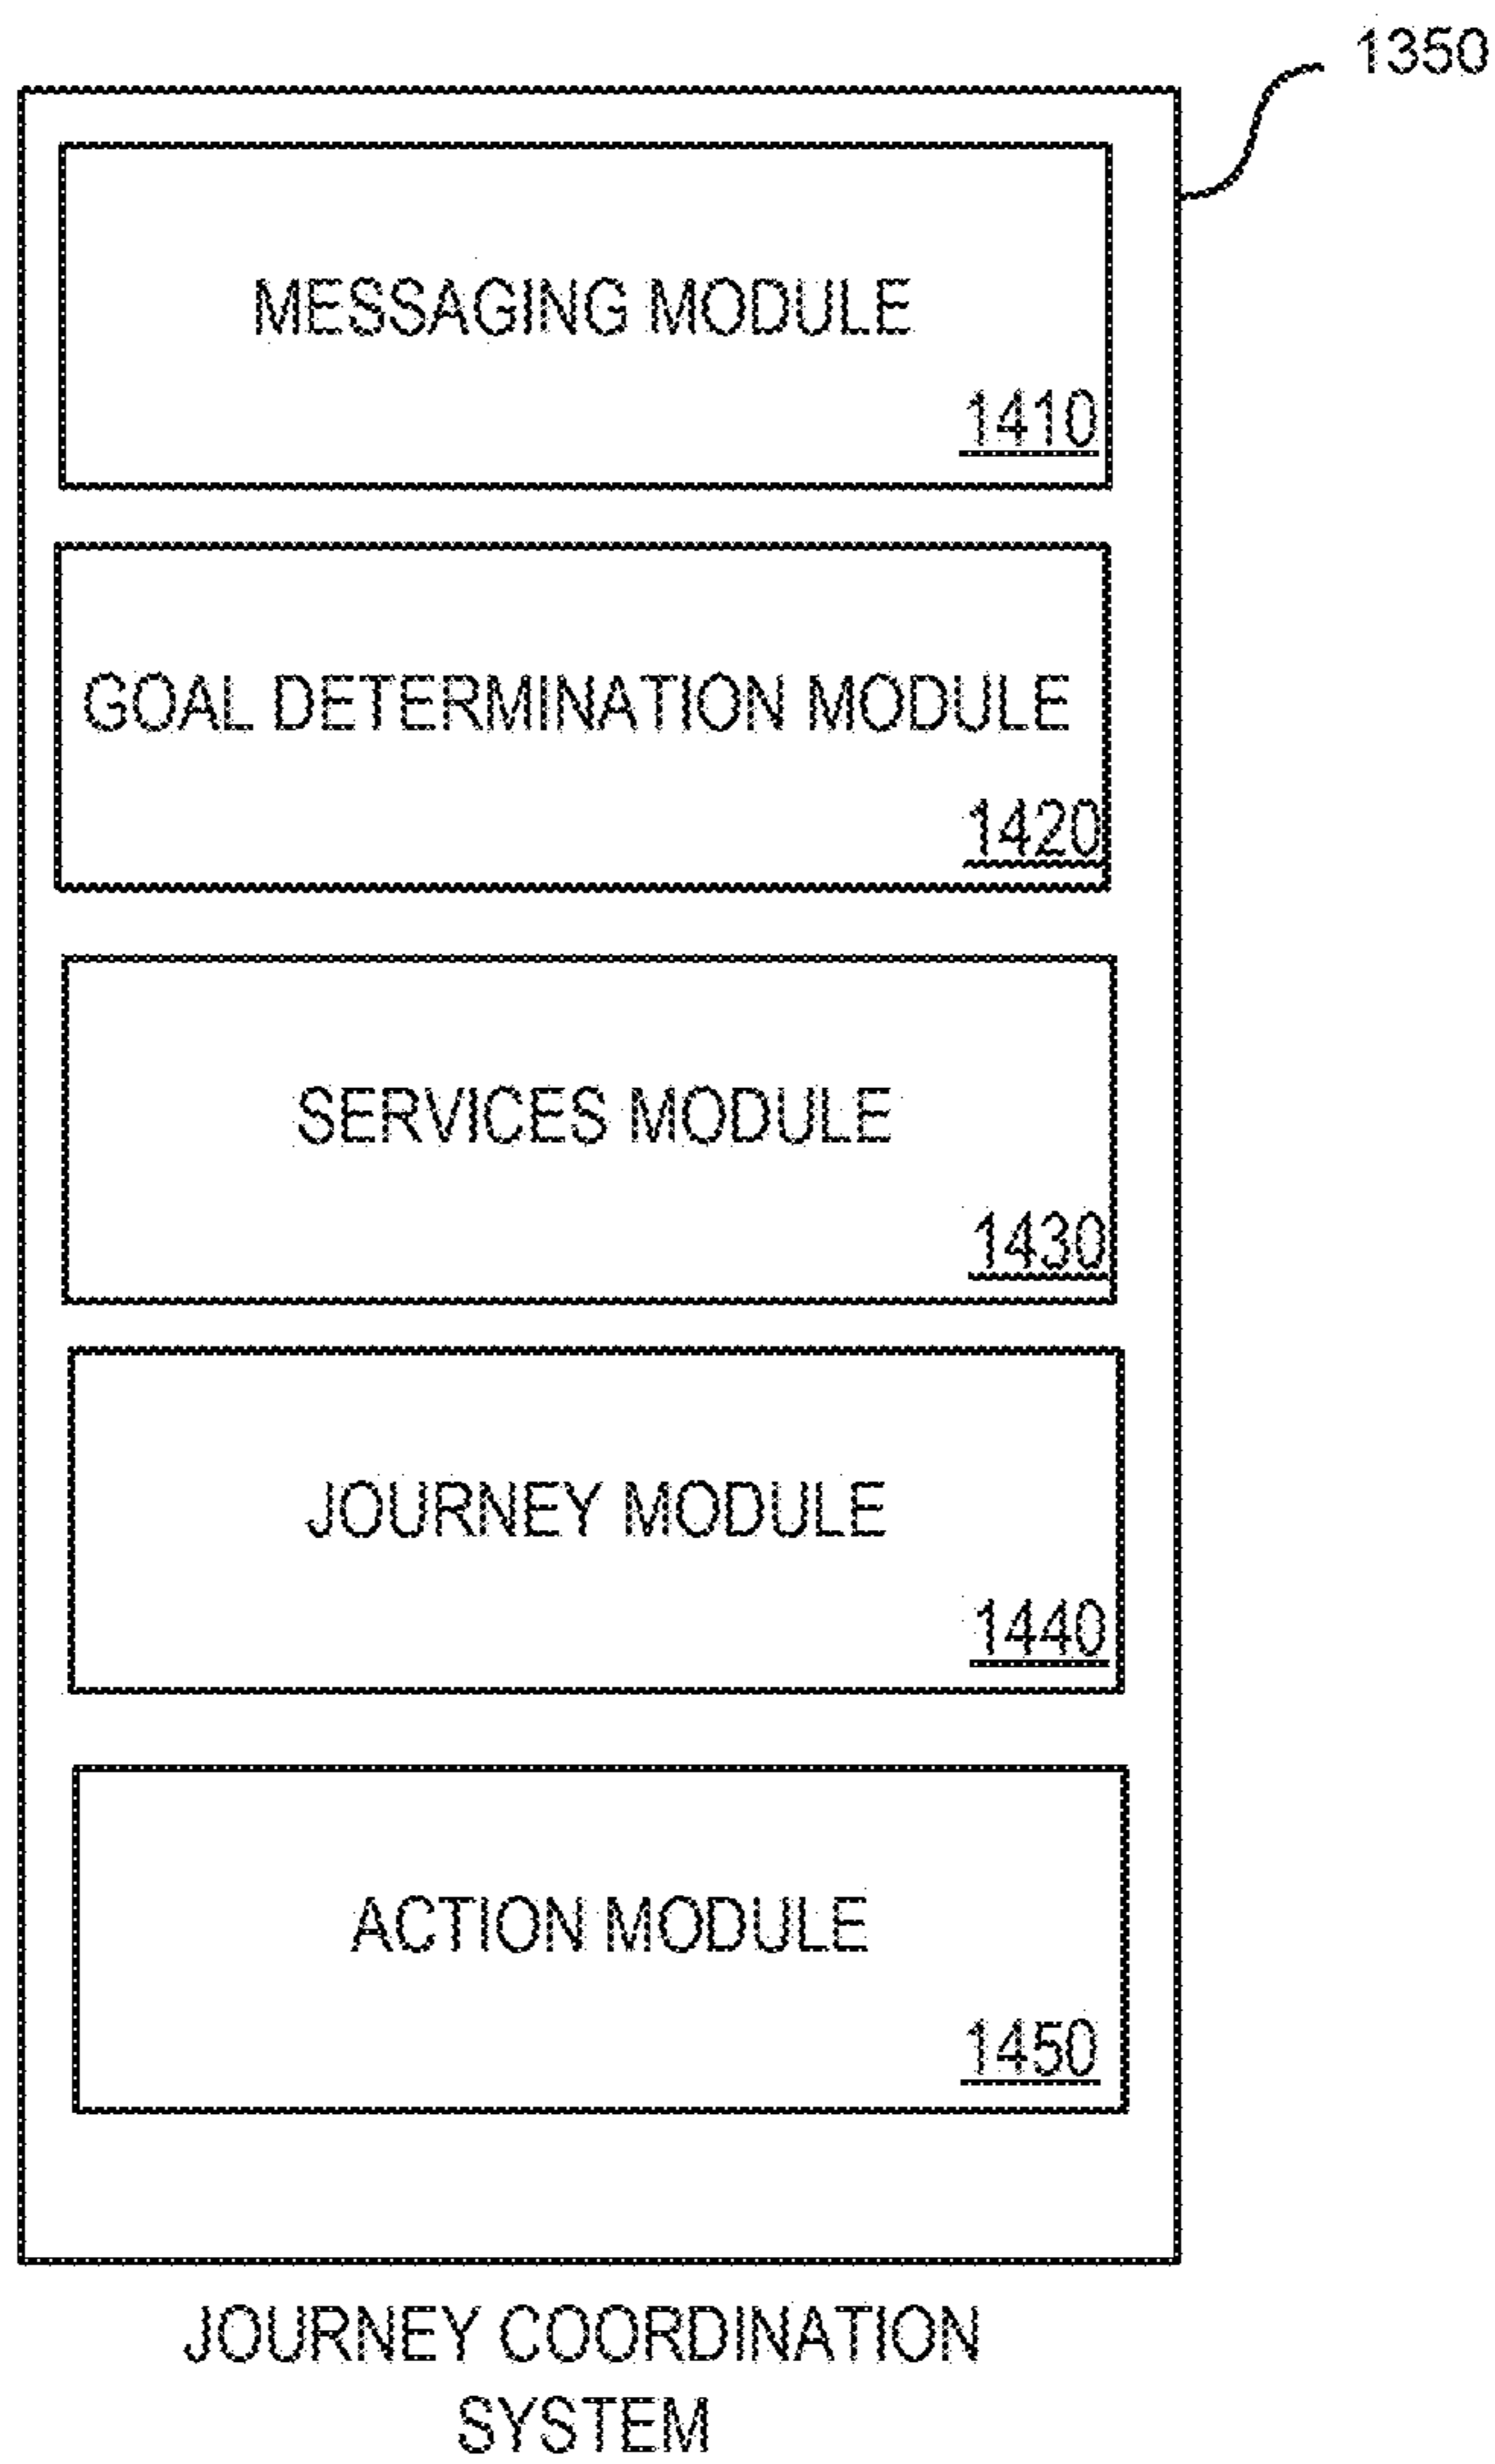 1350
MESSAGING MODULE
1410
GOAL DETERMINATION MODULE
1420
SERVICES MODULE
1430
JOURNEY MODULE
1440
ACTION MODULE
1450
JOURNEY COORDINATION
SYSTEM